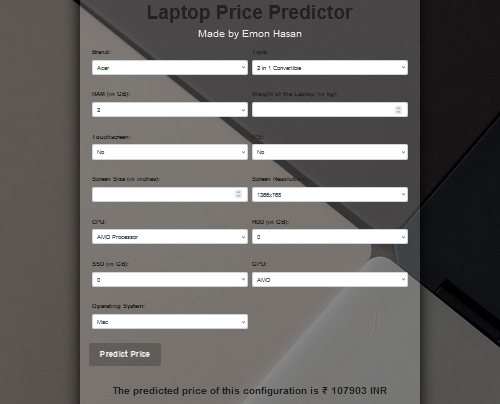 Laptop Price Predictor
Made by Emon Hasan
Brand: Type:
Acer 2 in 1 Convertible
RAM (in GB): Weight of the Laptop (in kg):
2
Touchscreen: IPS:
No No
Screen Size (in inches): Screen Resolution:
1366x768
CPU: HDD (in GB):
AMD Processor 0
SSD (in GB): GPU:
0 AMD
Operating System:
Mac
Predict Price
The predicted price of this configuration is ₹ 107903 INR